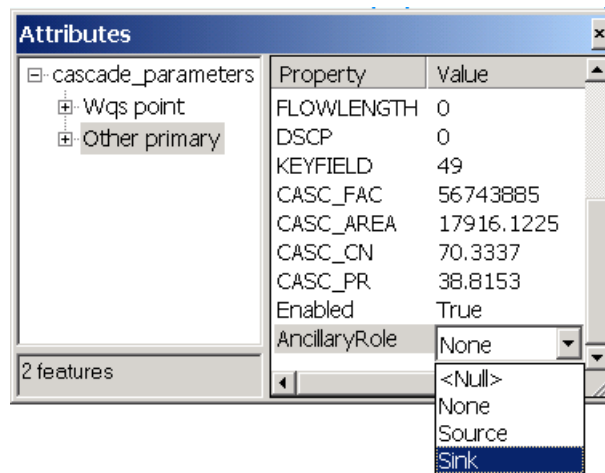 Attributes
cascade_parameters
Wqs point
Other primary
2 features
Property Value
FLOWLENGTH 0
DSCP 0
KEYFIELD 49
CASC_FAC 56743885
CASC_AREA 17916.1225
CASC_CN 70.3337
CASC_PR 38.8153
Enabled True
AncillaryRole None
<Null>
None
Source
Sink